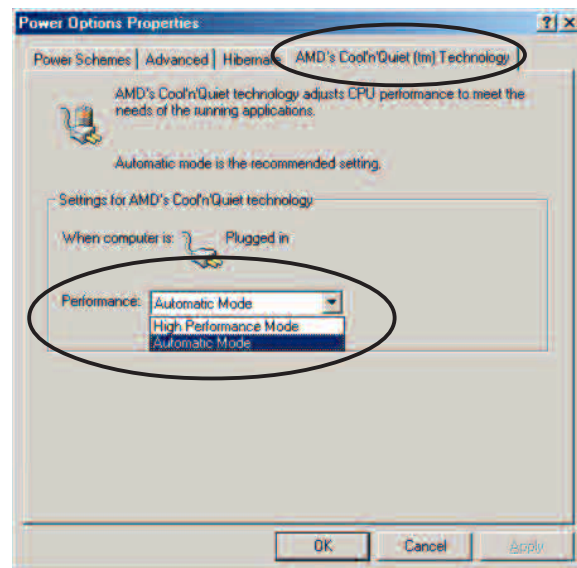 Power Options Properties
Power Schemes
Advanced
Hibernate
AMD's Cool'n'Quiet (tm) Technology
AMD's Cool'n'Quiet technology adjusts CPU performance to meet the
needs of the running applications.
Automatic mode is the recommended setting.
Settings for AMD's Cool'n'Quiet technology
When computer is:
Plugged in
Performance:
Automatic Mode
High Performance Mode
Automatic Mode
OK
Cancel
Apply